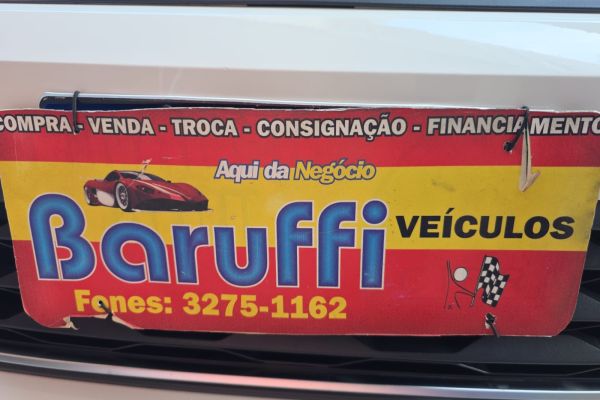 COMPRA - VENDA - TROCA - CONSIGNAÇÃO - FINANCIAMENTO
Aqui da Negócio
Baruffi VEÍCULOS
Fones: 3275-1162